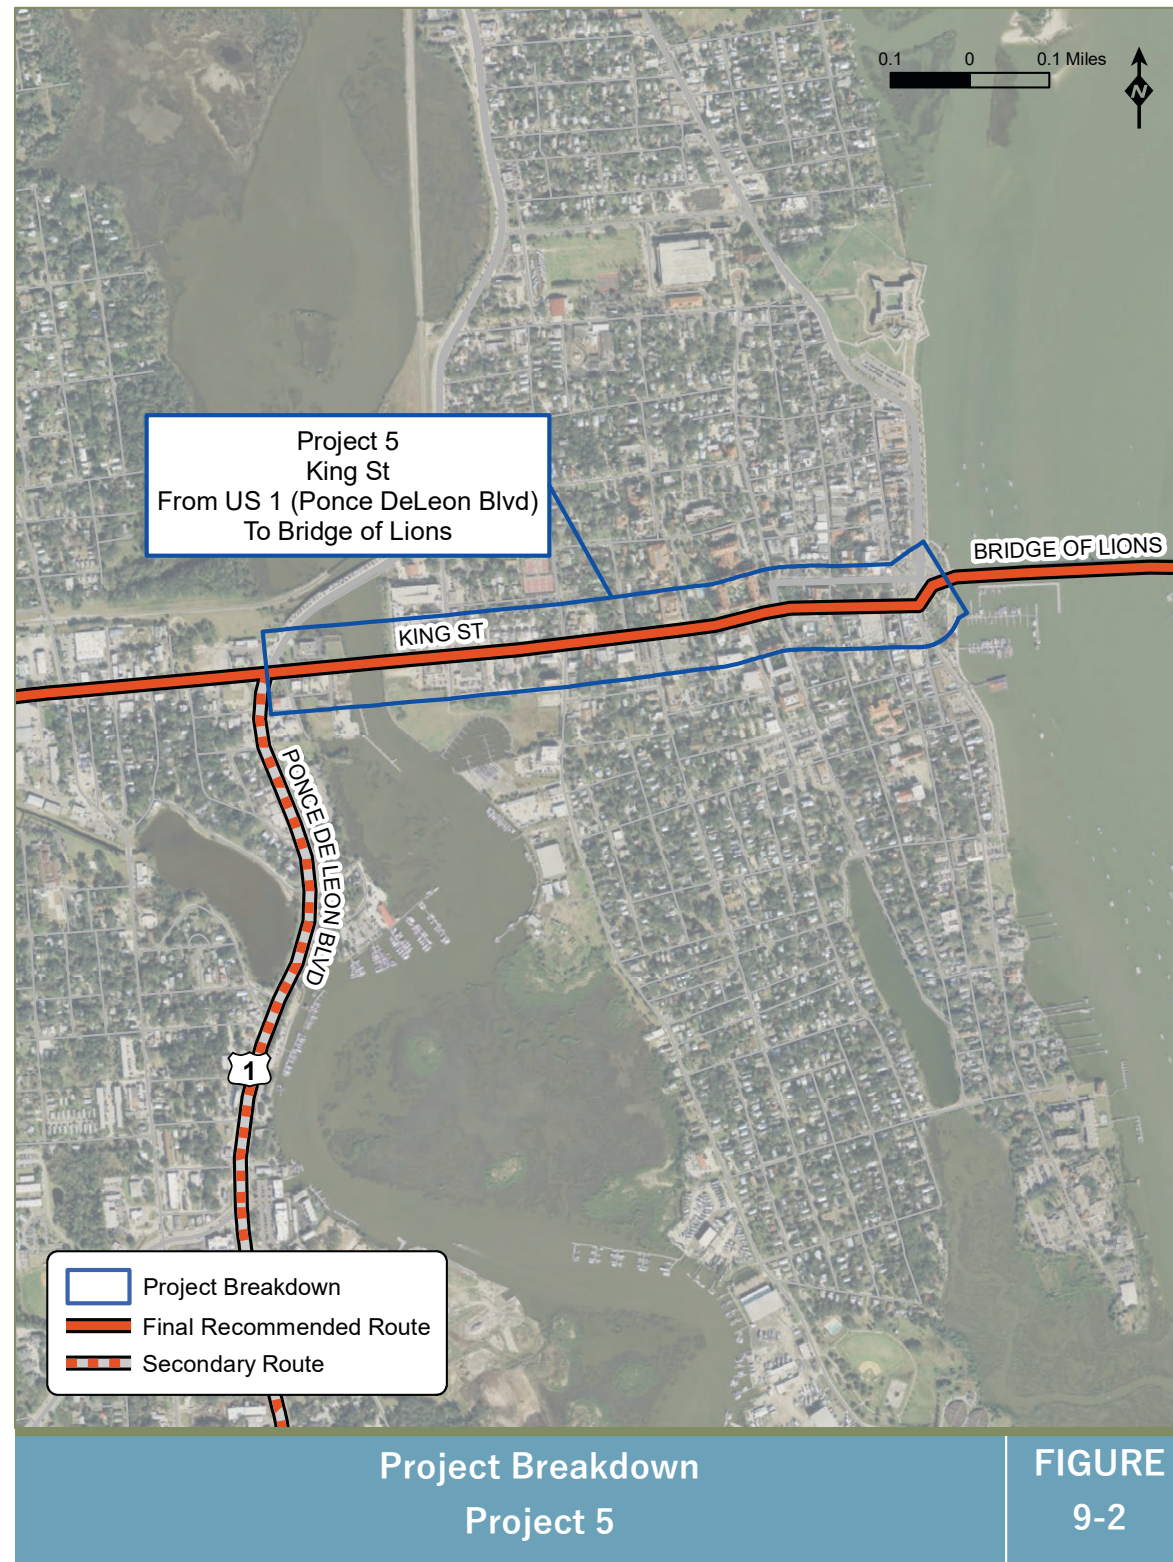 0.1 0 0.1 Miles
N
Project 5
King St
From US 1 (Ponce DeLeon Blvd)
To Bridge of Lions
BRIDGE OF LIONS
KING ST
PONCE DE LEON BLVD
1
Project Breakdown
Final Recommended Route
Secondary Route
Project Breakdown
Project 5
FIGURE
9-2